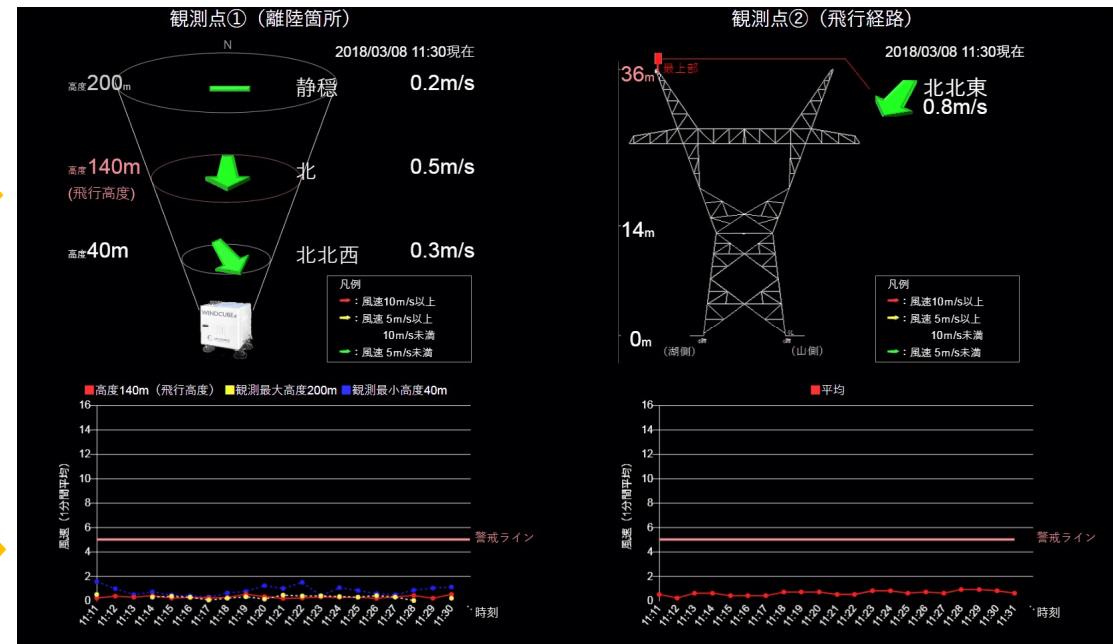 観測点①（離陸箇所）
N
2018/03/08 11:30現在
高度200m
静穏
0.2m/s
高度140m
(飛行高度)
北
0.5m/s
高度40m
北北西
0.3m/s
WINDCUBE
凡例
：風速10m/s以上
：風速 5m/s以上
10m/s未満
：風速 5m/s未満
■高度140m（飛行高度） ■観測最大高度200m ■観測最小高度40m
風速（1分間平均）
16
14
12
10
8
6
4
2
0
警戒ライン
11:11 11:12 11:13 11:14 11:15 11:16 11:17 11:18 11:19 11:20 11:21 11:22 11:23 11:24 11:25 11:26 11:27 11:28 11:29 11:30
時刻
観測点②（飛行経路）
2018/03/08 11:30現在
36m
最上部
北北東
0.8m/s
14m
0m
(湖側)
(山側)
凡例
：風速10m/s以上
：風速 5m/s以上
10m/s未満
：風速 5m/s未満
■平均
風速（1分間平均）
16
14
12
10
8
6
4
2
0
警戒ライン
11:11 11:12 11:13 11:14 11:15 11:16 11:17 11:18 11:19 11:20 11:21 11:22 11:23 11:24 11:25 11:26 11:27 11:28 11:29 11:30 11:31
時刻